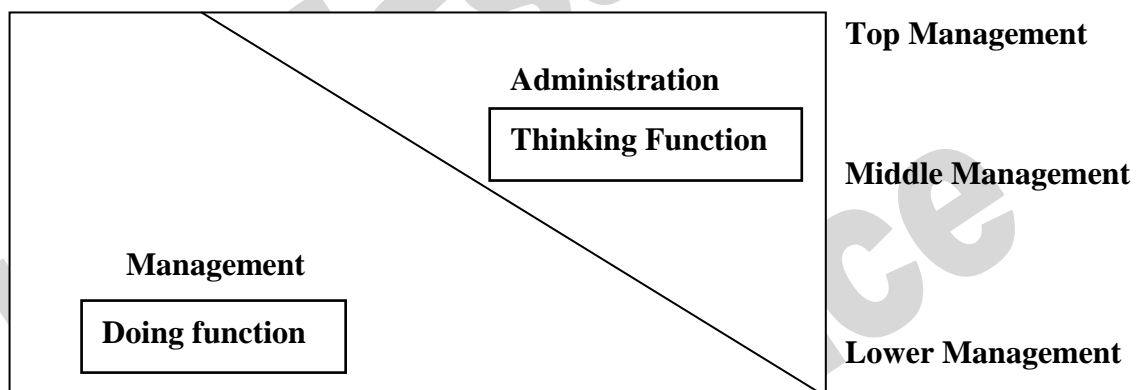 Top Management
Administration
Thinking Function
Middle Management
Management
Doing function
Lower Management